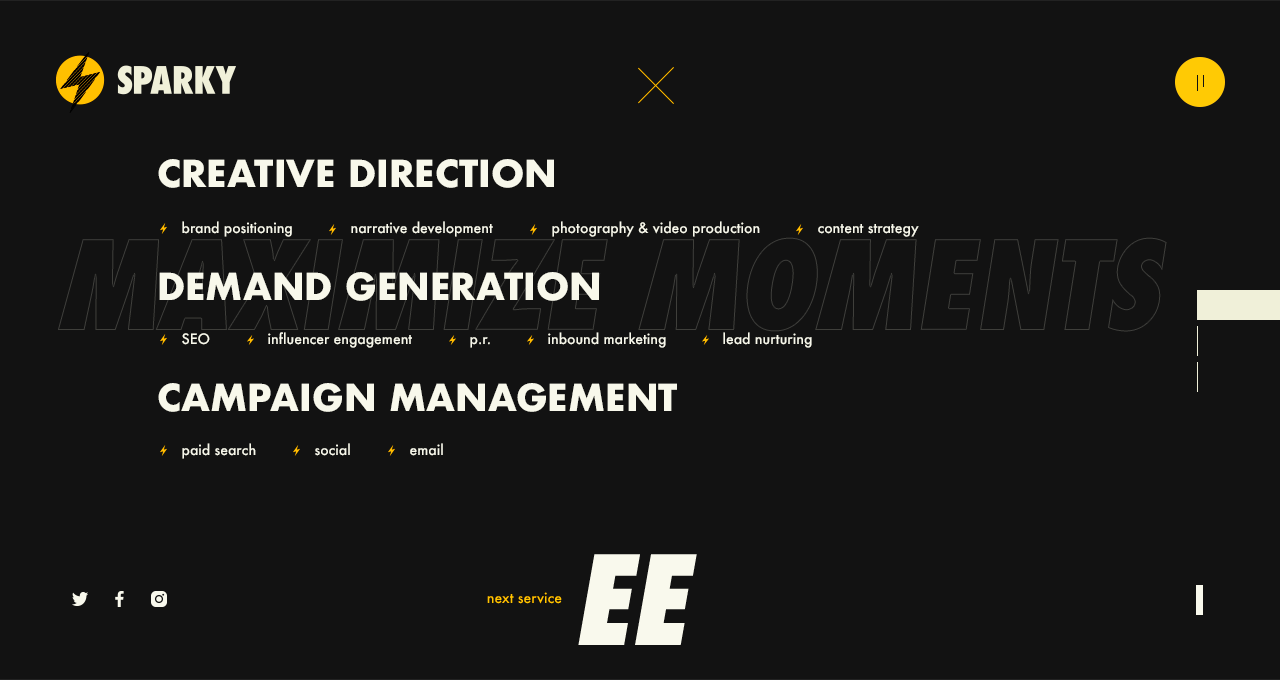 SPARKY
CREATIVE DIRECTION
brand positioning narrative development photography & video production content strategy
MAXIMIZE MOMENTS
DEMAND GENERATION
SEO influencer engagement p.r. inbound marketing lead nurturing
CAMPAIGN MANAGEMENT
paid search social email
next service EE